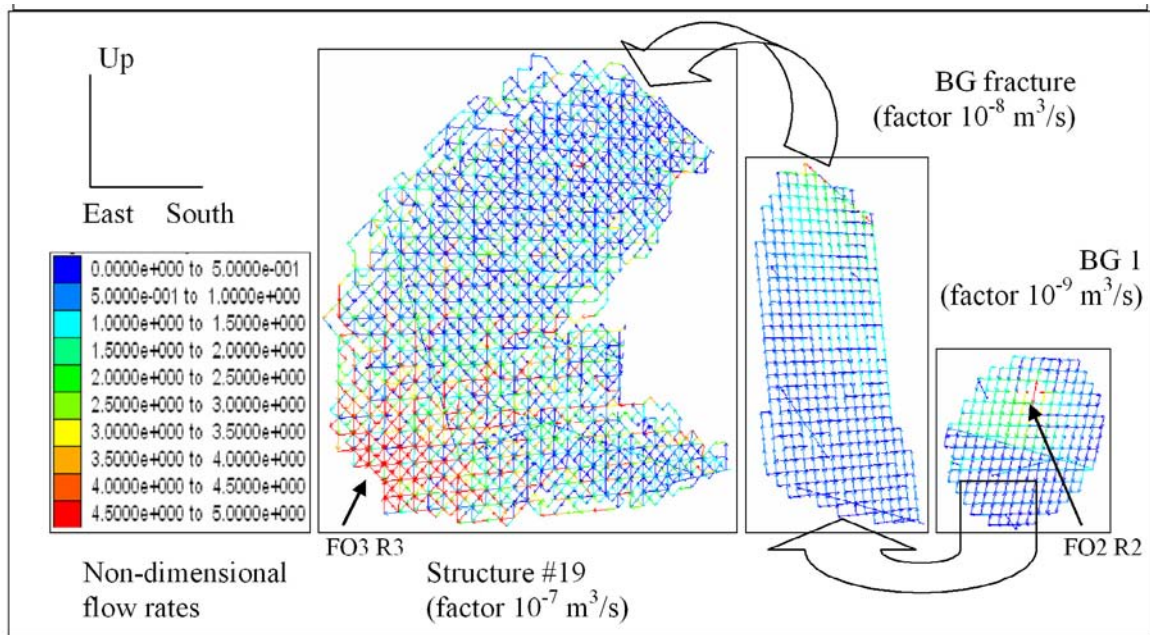 Up
East South
0.0000e+000 to 5.0000e-001
5.0000e-001 to 1.0000e+000
1.0000e+000 to 1.5000e+000
1.5000e+000 to 2.0000e+000
2.0000e+000 to 2.5000e+000
2.5000e+000 to 3.0000e+000
3.0000e+000 to 3.5000e+000
3.5000e+000 to 4.0000e+000
4.0000e+000 to 4.5000e+000
4.5000e+000 to 5.0000e+000
Non-dimensional
flow rates
FO3 R3
Structure #19
(factor 10⁻⁷ m³/s)
BG fracture
(factor 10⁻⁸ m³/s)
BG 1
(factor 10⁻⁹ m³/s)
FO2 R2